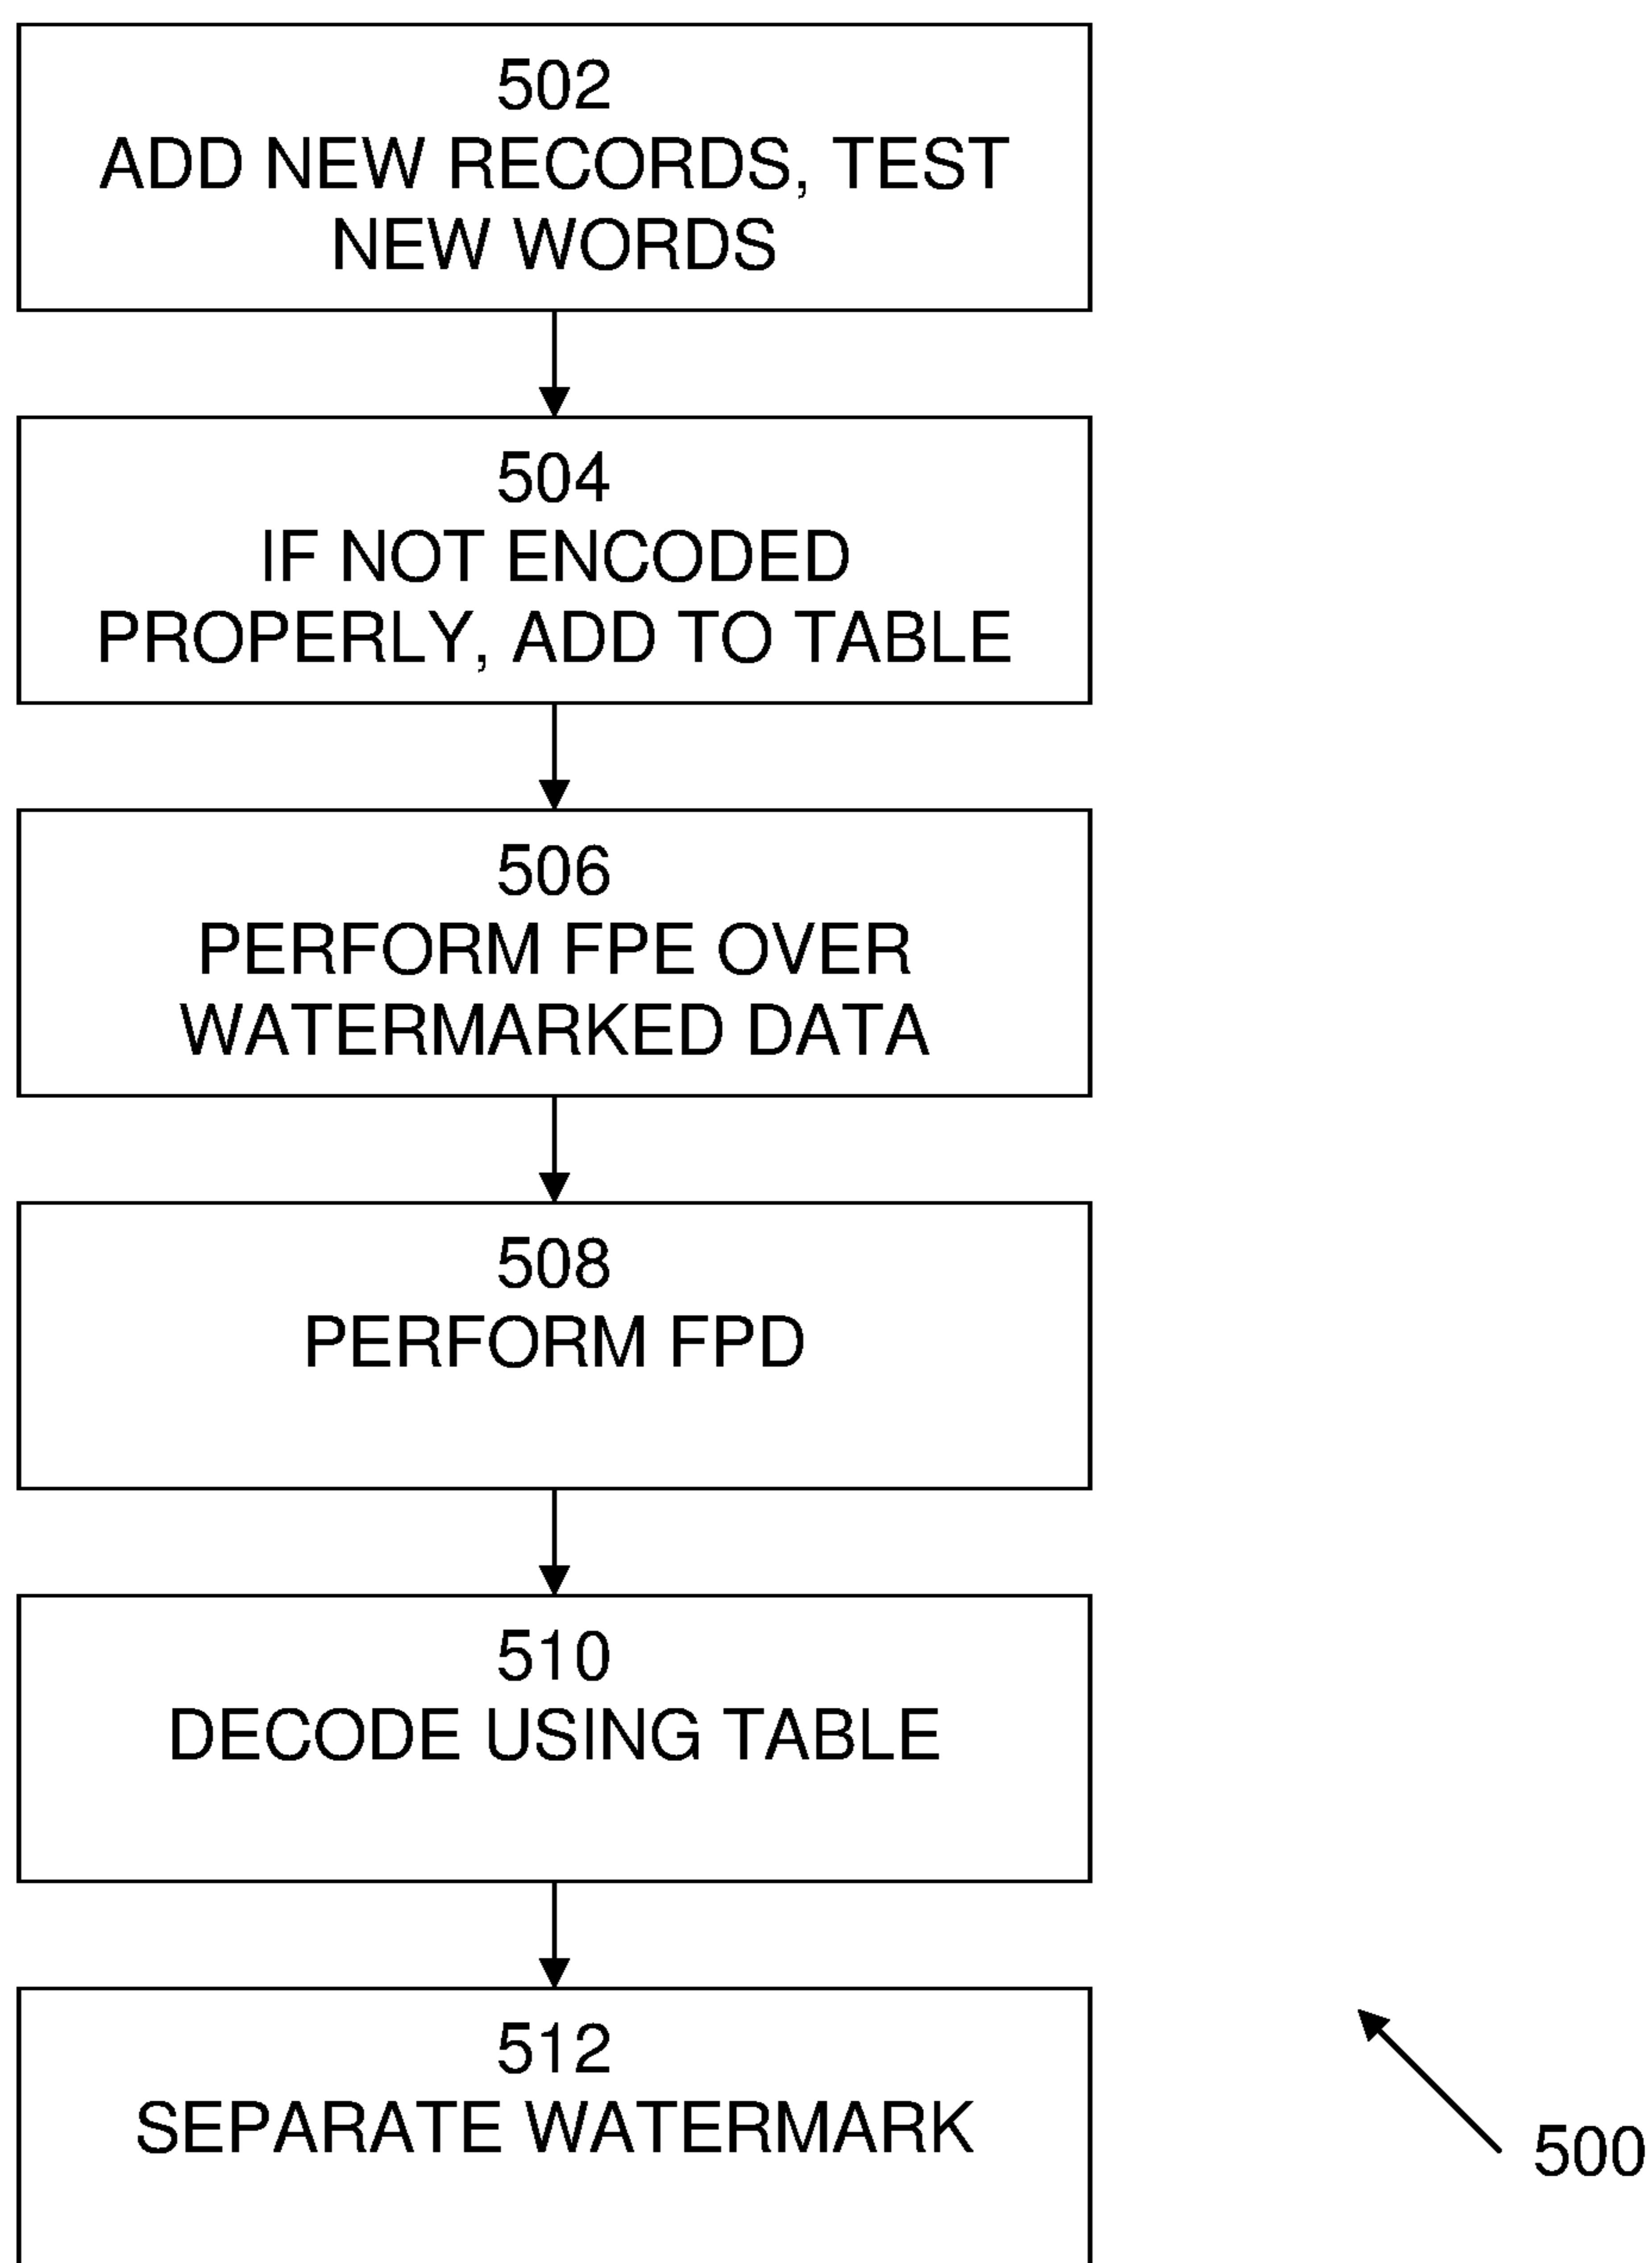 502
ADD NEW RECORDS, TEST
NEW WORDS
504
IF NOT ENCODED
PROPERLY, ADD TO TABLE
506
PERFORM FPE OVER
WATERMARKED DATA
508
PERFORM FPD
510
DECODE USING TABLE
512
SEPARATE WATERMARK
500